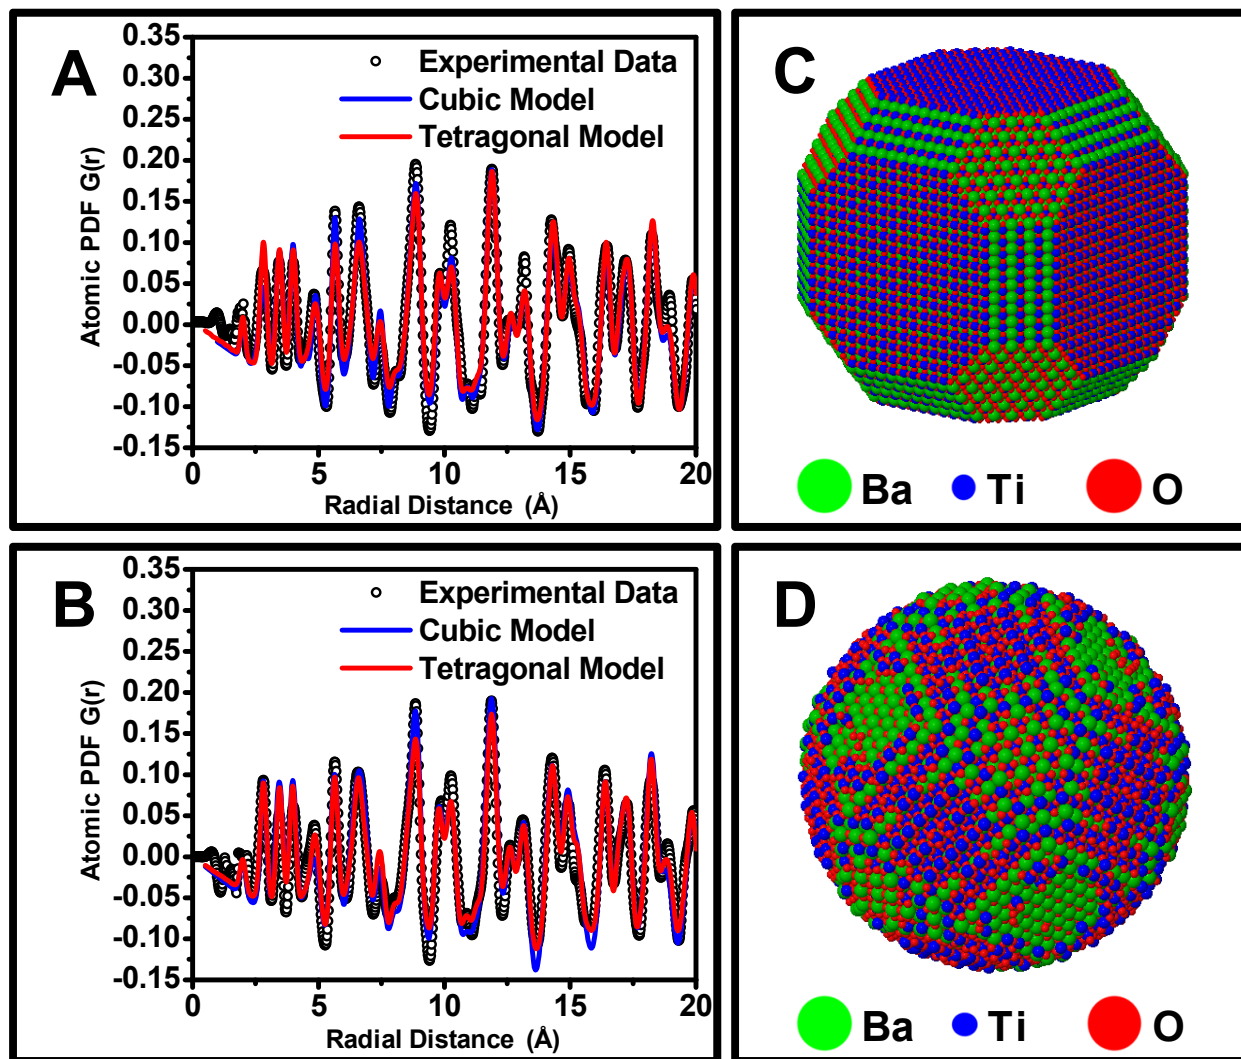 A
0.35
0.30
0.25
0.20
0.15
0.10
0.05
0.00
-0.05
-0.10
-0.15
Atomic PDF G(r)
Experimental Data
Cubic Model
Tetragonal Model
0 5 10 15 20
Radial Distance (Å)
C
Ba Ti O
B
0.35
0.30
0.25
0.20
0.15
0.10
0.05
0.00
-0.05
-0.10
-0.15
Atomic PDF G(r)
Experimental Data
Cubic Model
Tetragonal Model
0 5 10 15 20
Radial Distance (Å)
D
Ba Ti O